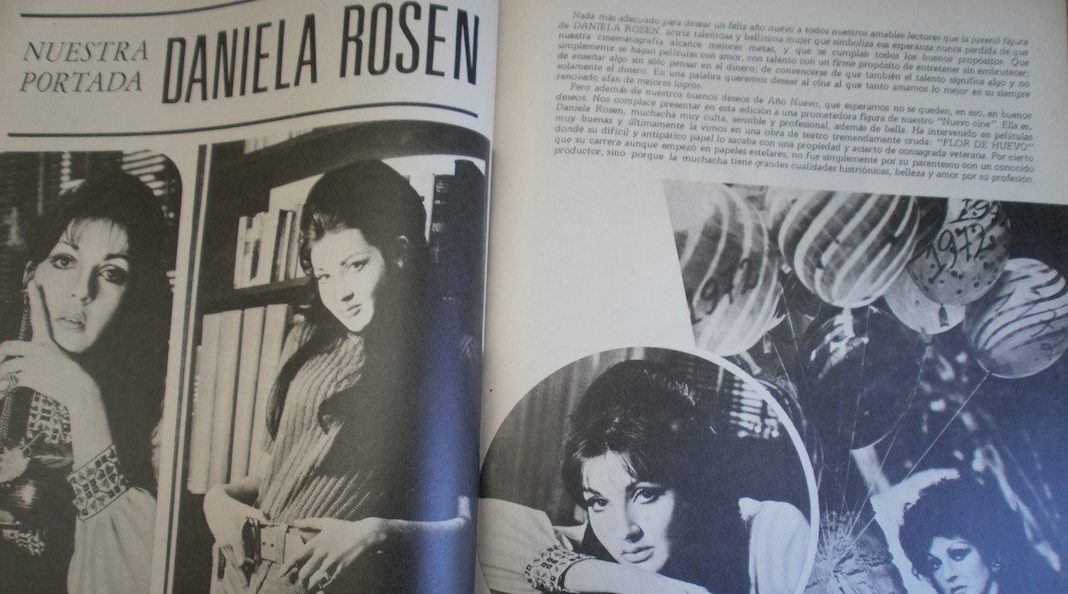 NUESTRA
PORTADA
DANIELA ROSEN
Nada más adecuado para desear un feliz año nuevo a todos nuestros amables lectores que la juvenil figura
de DANIELA ROSEN, actriz talentosa y bellísima mujer que simboliza esa esperanza nunca perdida de que
nuestra cinematografía alcance mejores metas, y que se cumplan todos los buenos propósitos. Que
simplemente se hagan películas con amor, con talento con un firme propósito de entretener sin embrutecer;
de enseñar algo sin sólo pensar en el dinero; de convencerse de que también el talento significa algo y no
solamente el dinero. En una palabra queremos desear al cine al que tanto amamos lo mejor en su siempre
renovado afan de mejores logros.
Pero además de nuestros buenos deseos de Año Nuevo, que esperamos no se queden, en eso, en buenos
deseos. Nos complace presentar en esta edición a una prometedora figura de nuestro "Nuevo cine". Ella es,
Daniela Rosen, muchacha muy culta, sensible y profesional, además de bella. Ha intervenido en películas
muy buenas y últimamente la vimos en una obra de teatro tremendamente cruda: "FLOR DE HUEVO"
donde su difícil y antipático papel lo sacaba con una propiedad y acierto de consagrada veterana. Por cierto
que su carrera aunque empezó en papeles estelares, no fue simplemente por su parentesco con un conocido
productor, sino porque la muchacha tiene grandes cualidades histriónicas, belleza y amor por su profesión.
1972
972